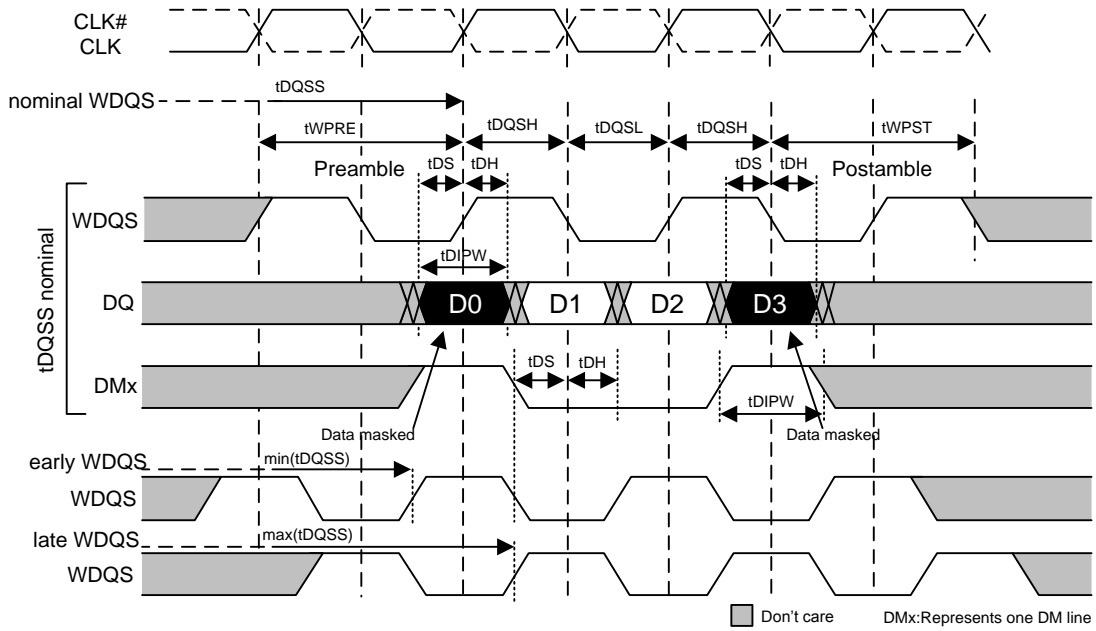 CLK#
CLK
tDQSS
nominal WDQS
tWPRE
tDQSH
tDQSL
tDQSH
tWPST
Preamble
tDS
tDH
tDS
tDH
Postamble
tDQSS nominal
WDQS
tDIPW
DQ
D0
D1
D2
D3
tDS
tDH
DMx
tDIPW
Data masked
Data masked
early WDQS
min(tDQSS)
WDQS
late WDQS
max(tDQSS)
WDQS
Don't care
DMx:Represents one DM line